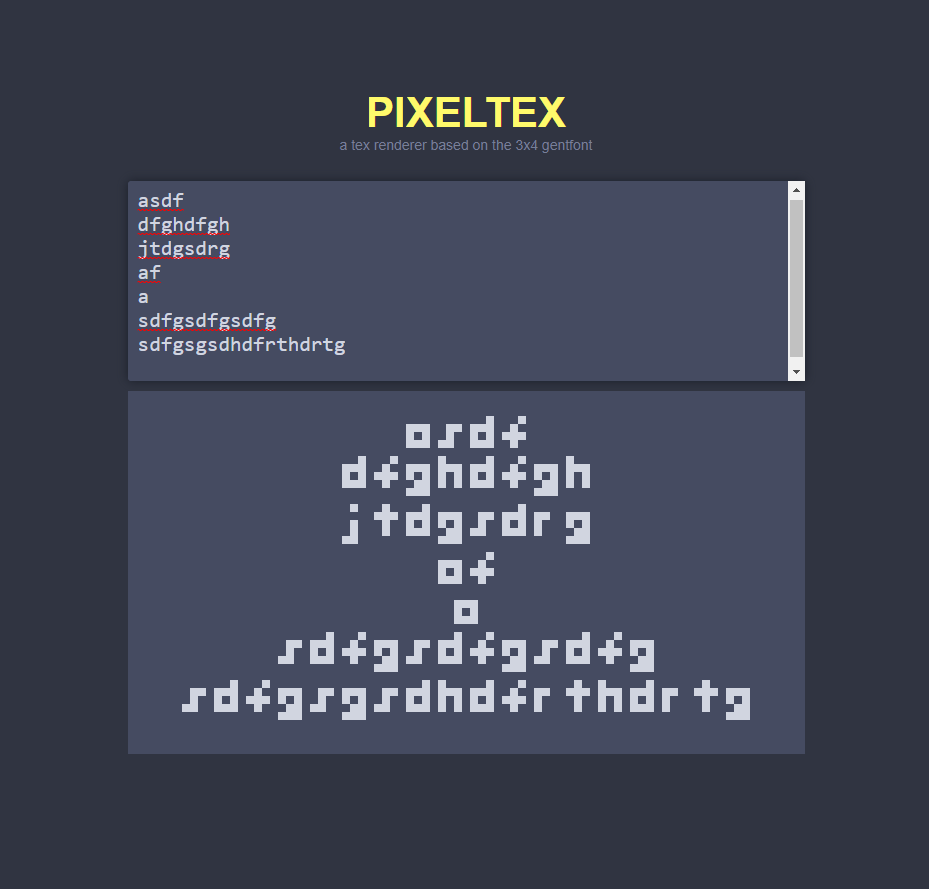 PIXELTEX
a tex renderer based on the 3x4 gentfont
asdf
dfghdfgh
jtdgsdrg
af
a
sdfgsdfgsdfg
sdfgsgsdhdfrthdrtg
asdf
dfghdfgh
jtdgsdrg
af
a
sdfgsdfgsdfg
sdfgsgsdhdfrthdrtg